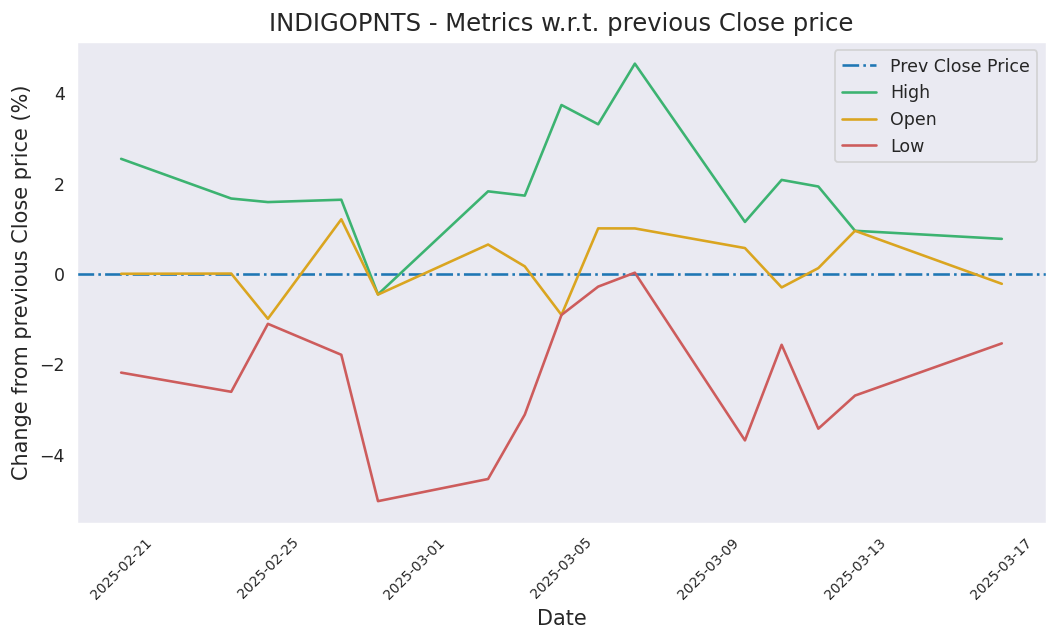 INDIGOPNTS - Metrics w.r.t. previous Close price
Prev Close Price
High
Open
Low
Change from previous Close price (%)
4
2
0
−2
−4
2025-02-21
2025-02-25
2025-03-01
2025-03-05
2025-03-09
2025-03-13
2025-03-17
Date